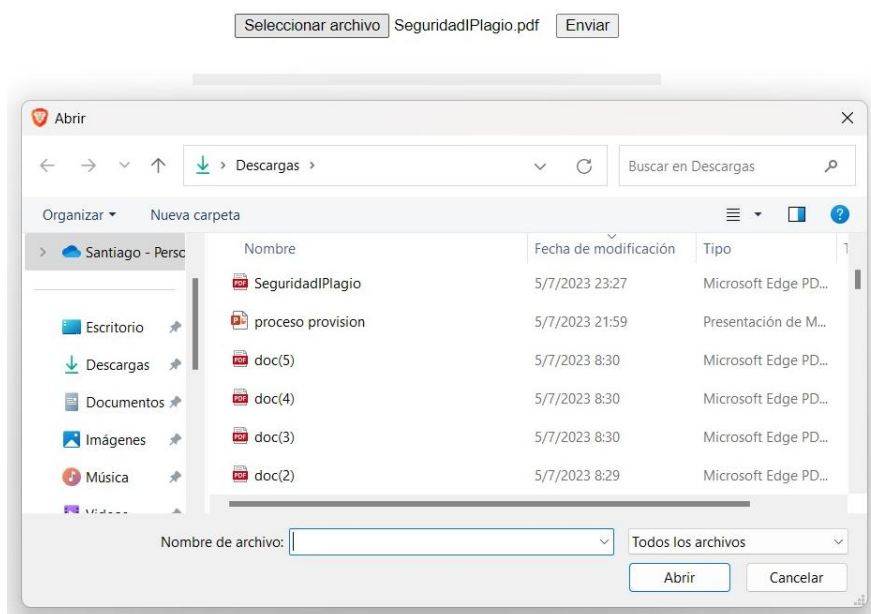 Seleccionar archivo SeguridadIPlagio.pdf Enviar
Abrir
Descargas
Buscar en Descargas
Organizar Nueva carpeta
Santiago - Perso
Nombre Fecha de modificación Tipo T
SeguridadIPlagio 5/7/2023 23:27 Microsoft Edge PD...
proceso provision 5/7/2023 21:59 Presentación de M...
Escritorio
doc(5) 5/7/2023 8:30 Microsoft Edge PD...
Descargas
doc(4) 5/7/2023 8:30 Microsoft Edge PD...
Documentos
doc(3) 5/7/2023 8:30 Microsoft Edge PD...
Imágenes
doc(2) 5/7/2023 8:29 Microsoft Edge PD...
Música
Nombre de archivo: Todos los archivos
Abrir Cancelar